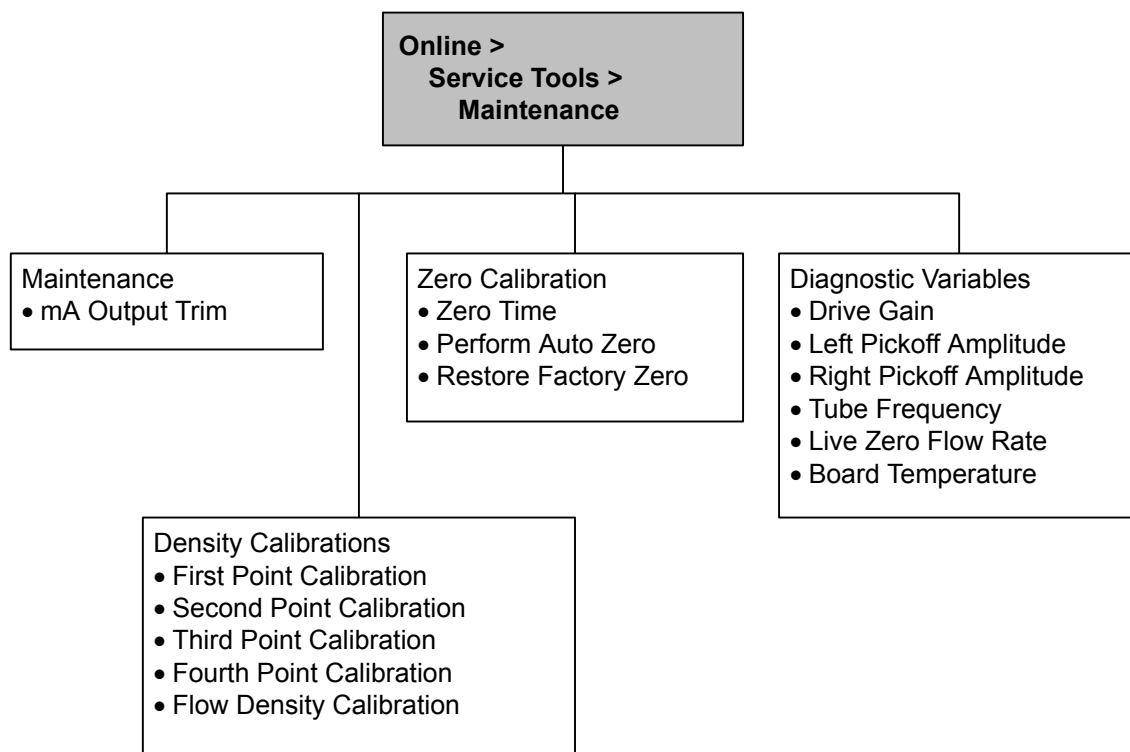 Online >
Service Tools >
Maintenance
Maintenance
• mA Output Trim
Zero Calibration
• Zero Time
• Perform Auto Zero
• Restore Factory Zero
Diagnostic Variables
• Drive Gain
• Left Pickoff Amplitude
• Right Pickoff Amplitude
• Tube Frequency
• Live Zero Flow Rate
• Board Temperature
Density Calibrations
• First Point Calibration
• Second Point Calibration
• Third Point Calibration
• Fourth Point Calibration
• Flow Density Calibration